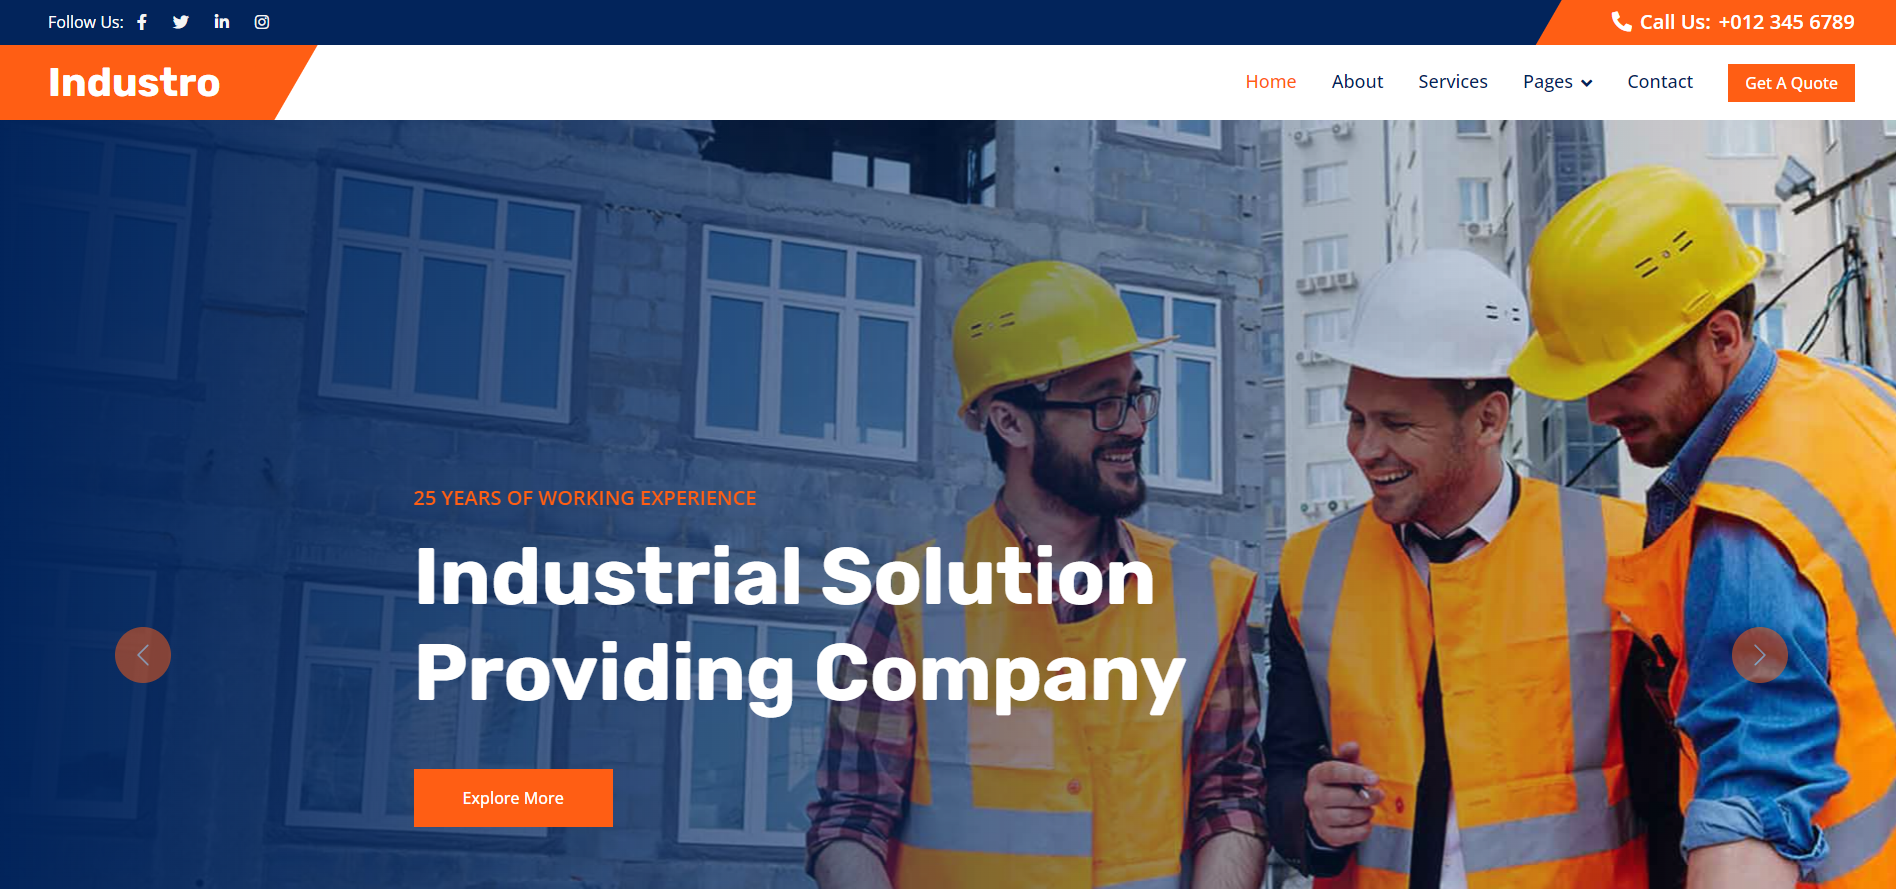 Follow Us:
Call Us: +012 345 6789
Industro
Home
About
Services
Pages
Contact
Get A Quote
25 YEARS OF WORKING EXPERIENCE
Industrial Solution
Providing Company
Explore More